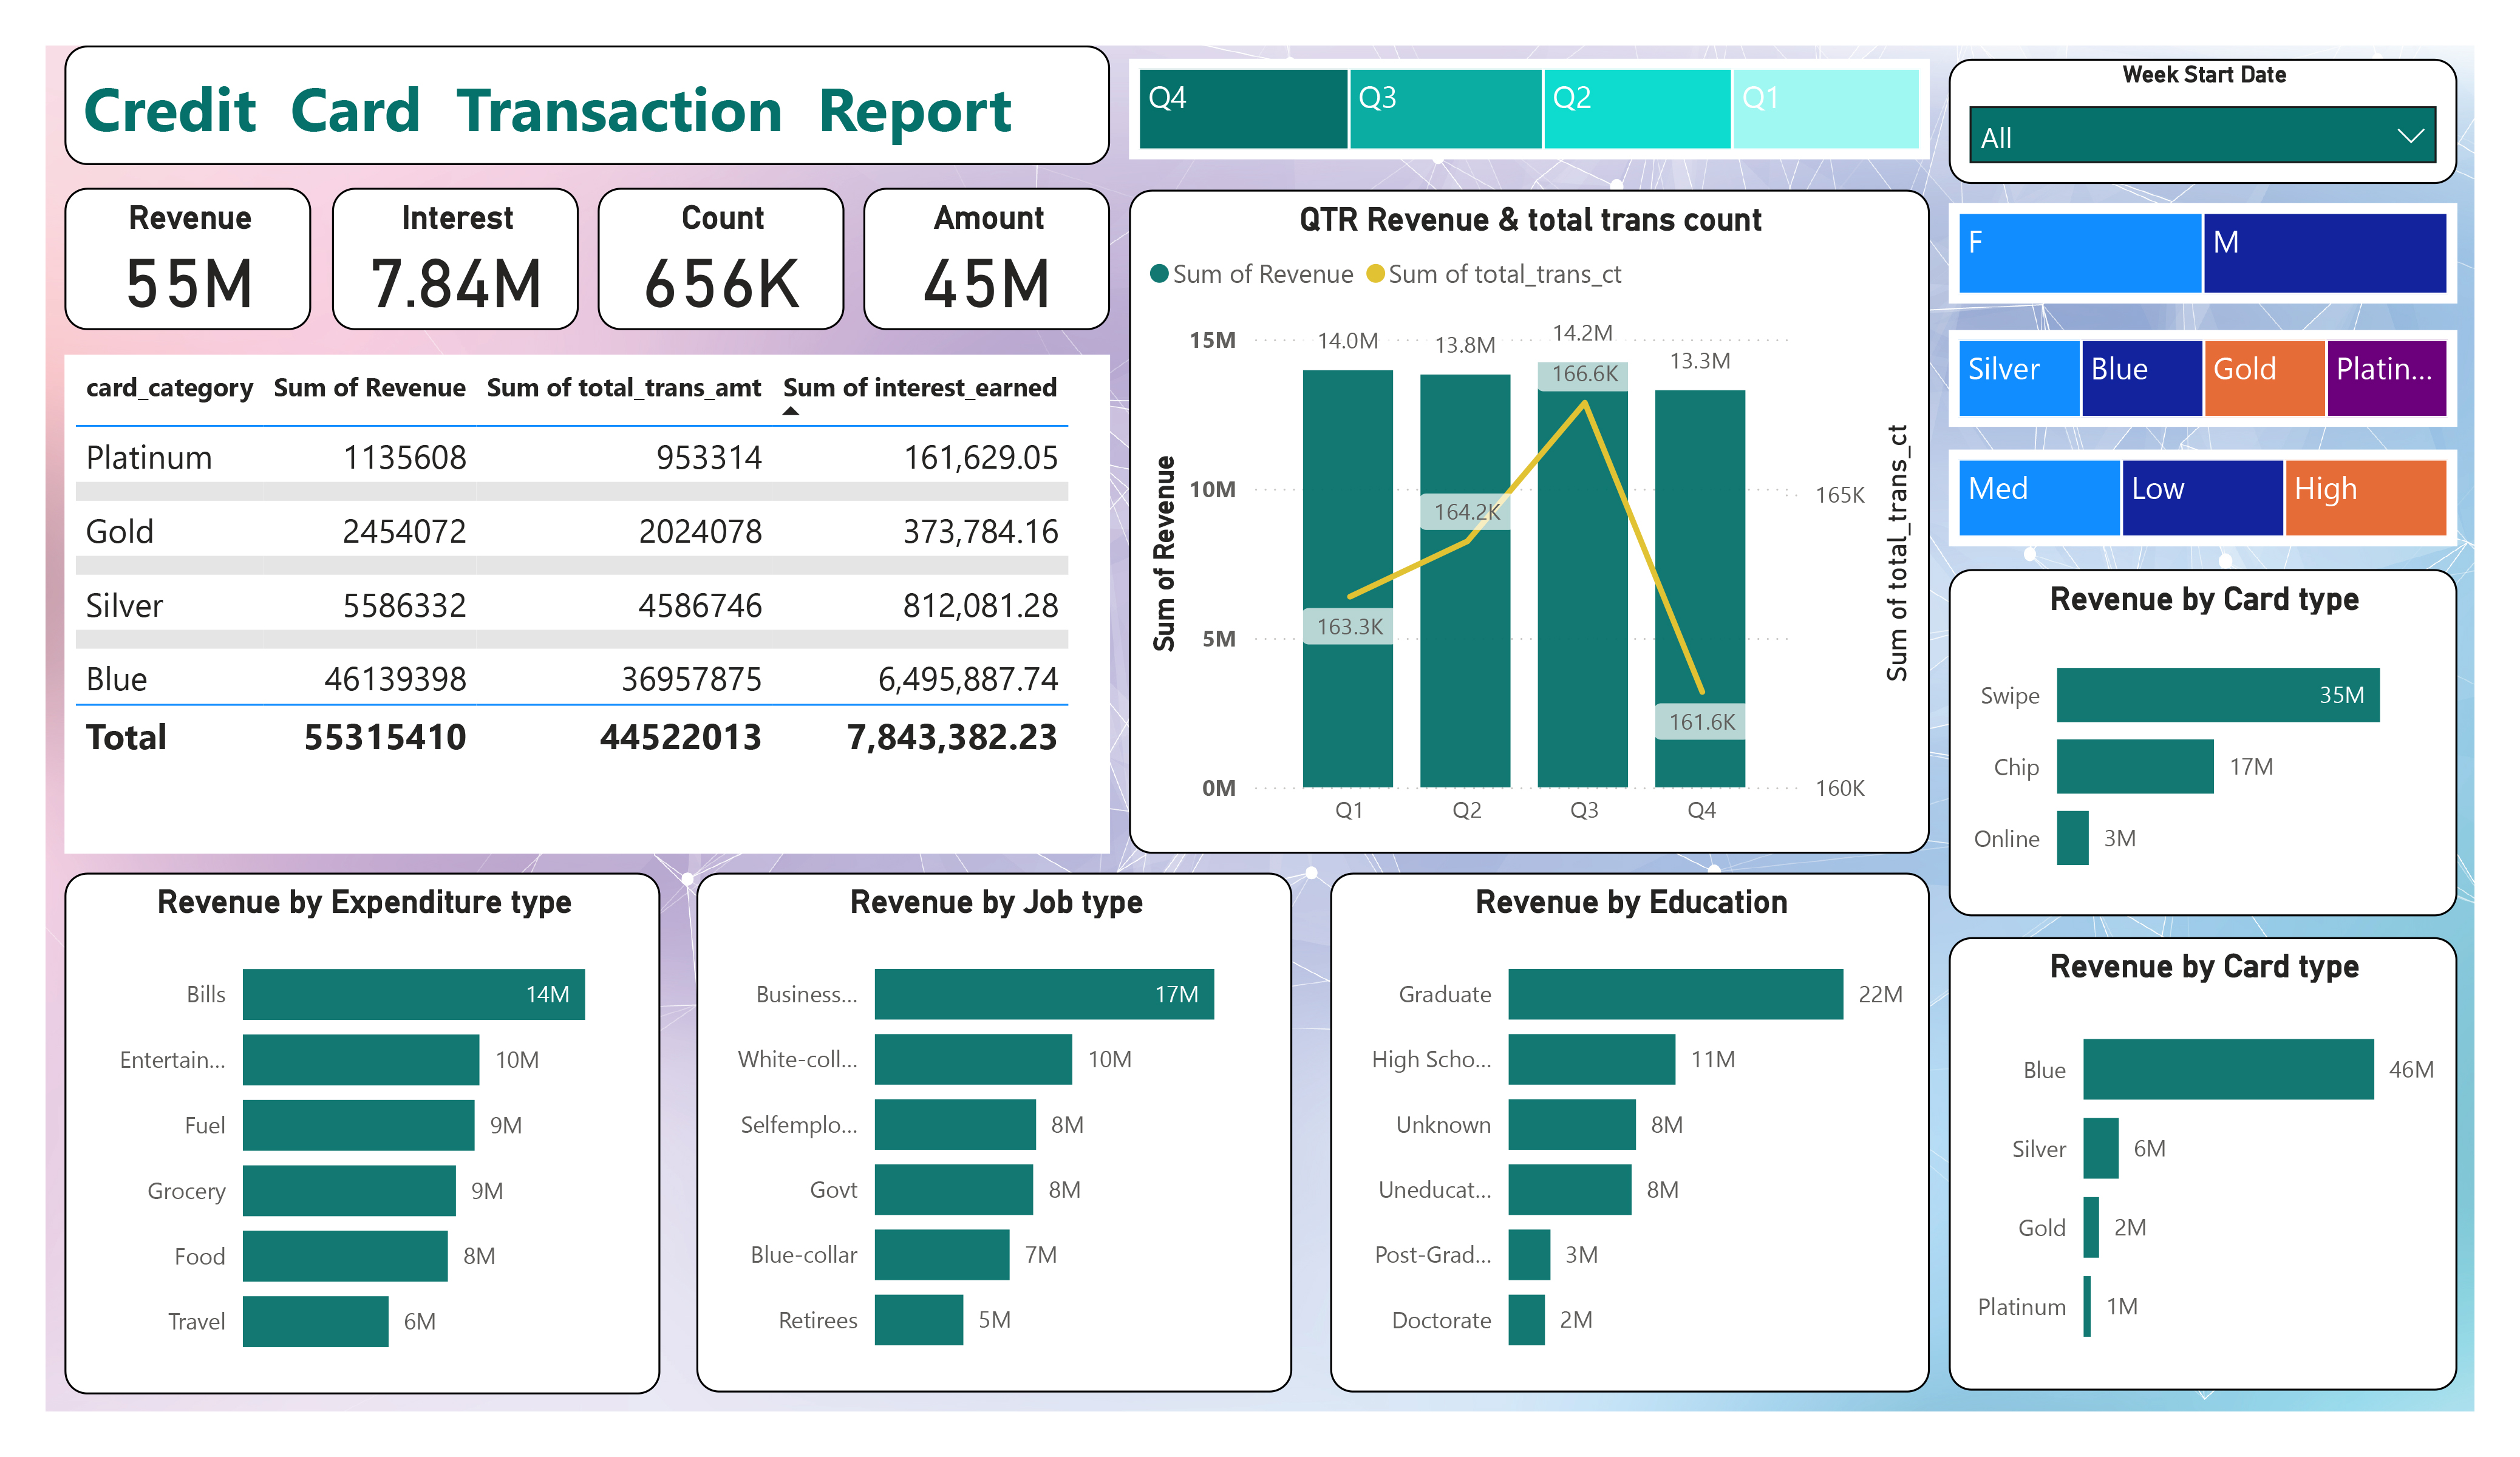 Credit Card Transaction Report
Q4 Q3 Q2 Q1
Week Start Date
All
Revenue
55M
Interest
7.84M
Count
656K
Amount
45M
F M
Silver Blue Gold Platin...
Med Low High
card_category Sum of Revenue Sum of total_trans_amt Sum of interest_earned
Platinum 1135608 953314 161,629.05
Gold 2454072 2024078 373,784.16
Silver 5586332 4586746 812,081.28
Blue 46139398 36957875 6,495,887.74
Total 55315410 44522013 7,843,382.23
QTR Revenue & total trans count
Sum of Revenue Sum of total_trans_ct
Sum of Revenue
15M
10M
5M
0M
14.0M 13.8M 14.2M 13.3M
163.3K 164.2K 166.6K 161.6K
Q1 Q2 Q3 Q4
165K
160K
Sum of total_trans_ct
Revenue by Card type
Swipe 35M
Chip 17M
Online 3M
Revenue by Expenditure type
Bills 14M
Entertain... 10M
Fuel 9M
Grocery 9M
Food 8M
Travel 6M
Revenue by Job type
Business... 17M
White-coll... 10M
Selfemplo... 8M
Govt 8M
Blue-collar 7M
Retirees 5M
Revenue by Education
Graduate 22M
High Scho... 11M
Unknown 8M
Uneducat... 8M
Post-Grad... 3M
Doctorate 2M
Revenue by Card type
Blue 46M
Silver 6M
Gold 2M
Platinum 1M